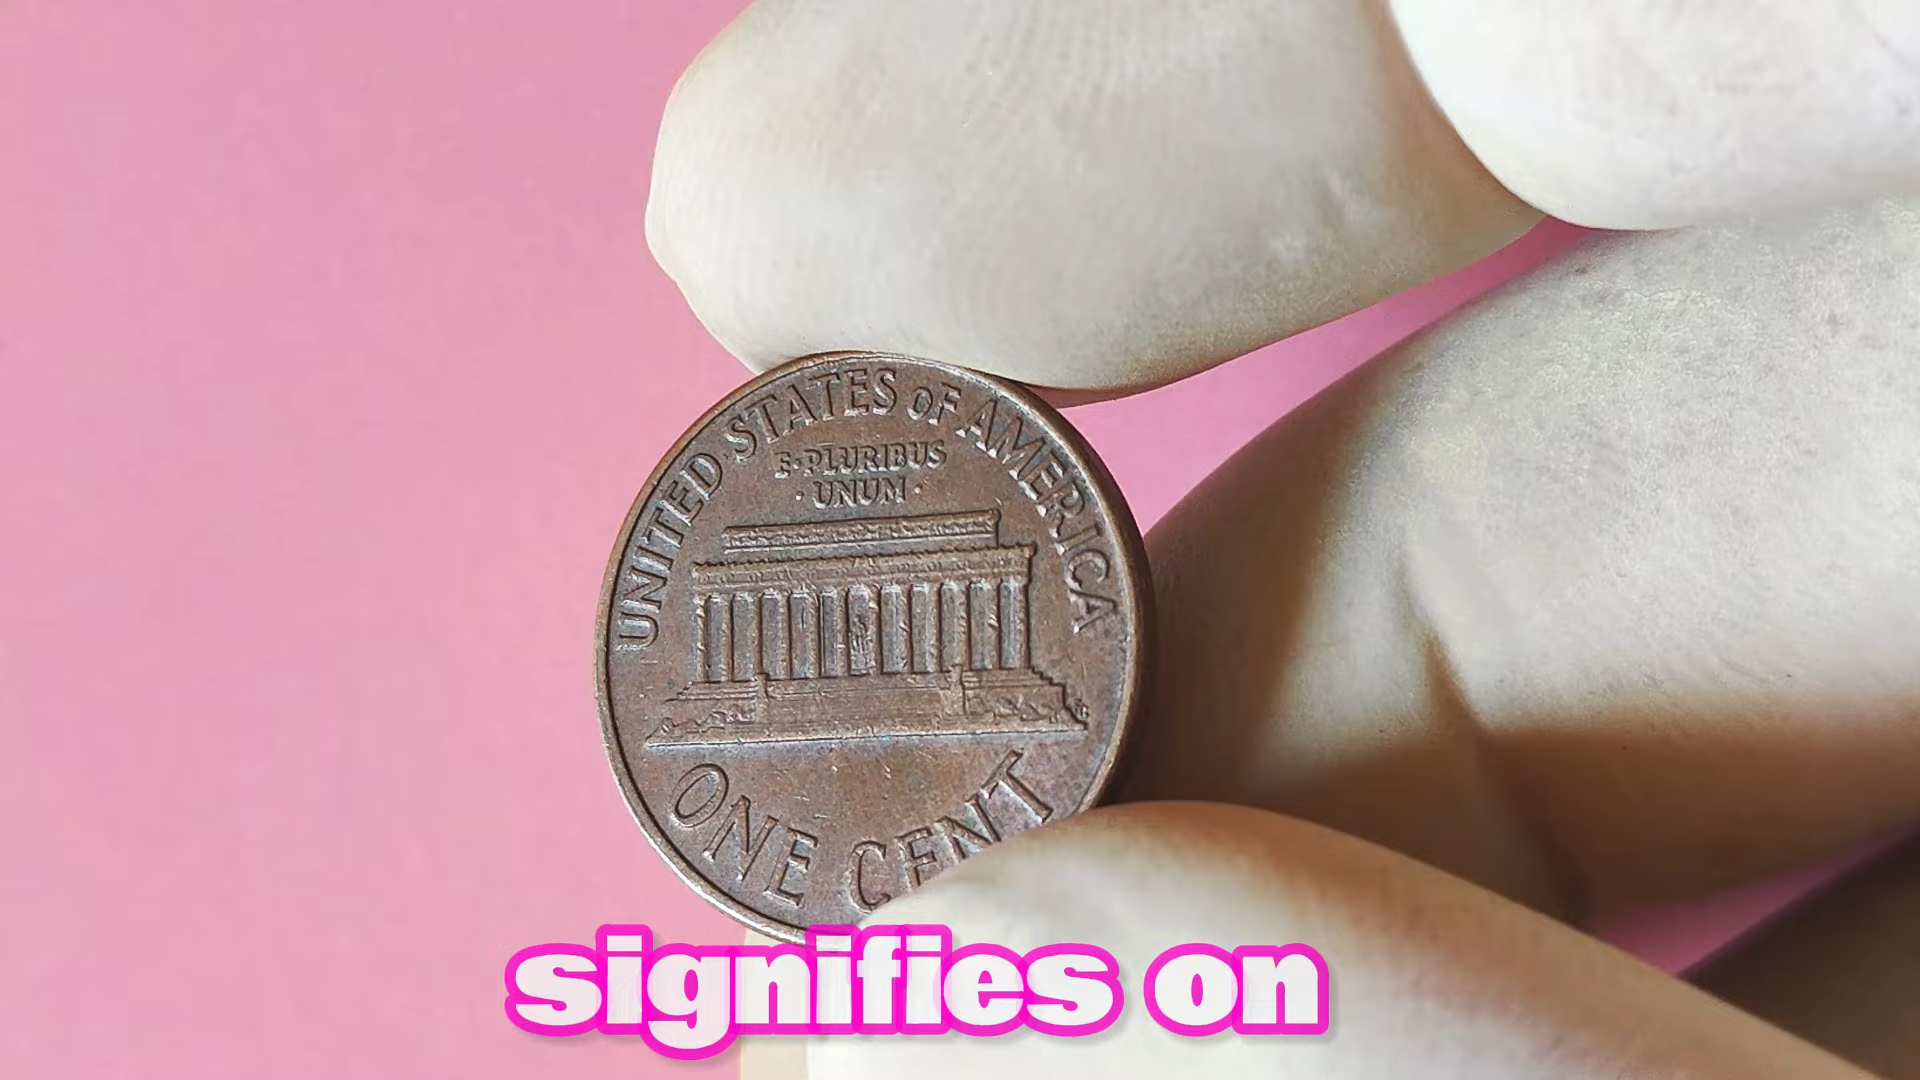 UNITED STATES OF AMERICA
E·PLURIBUS
·UNUM·
ONE CENT
signifies on